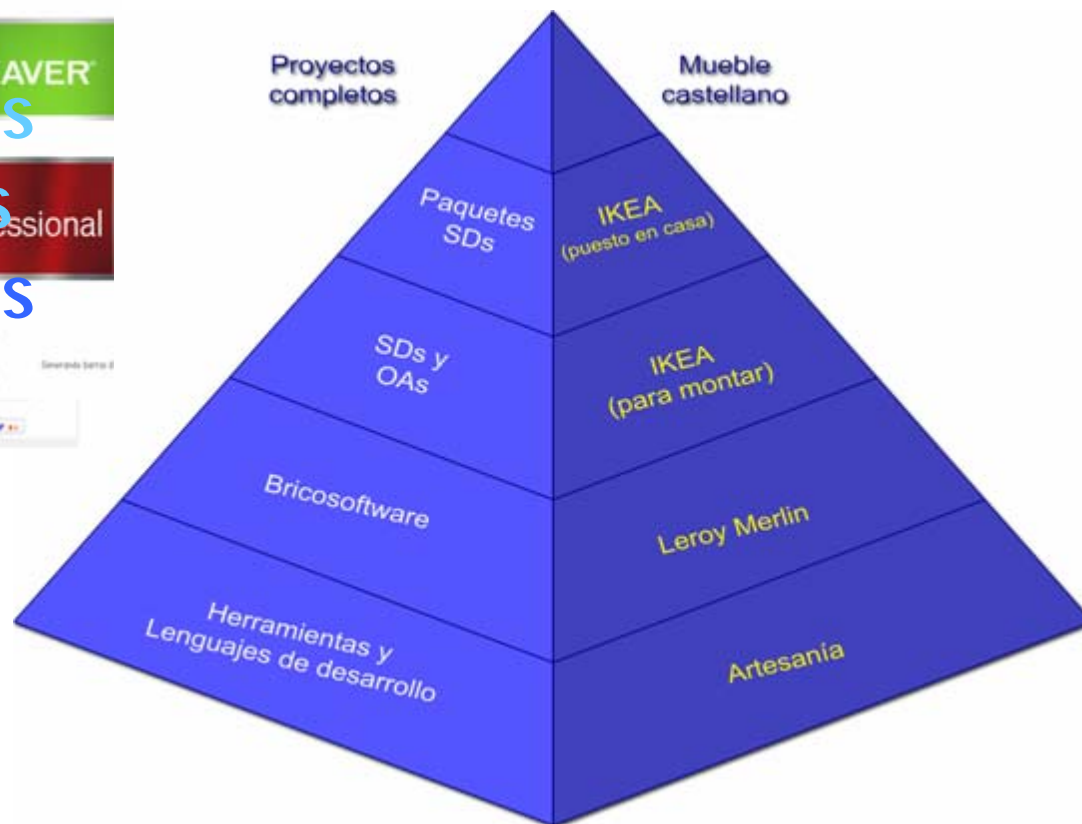 AVER
S
S
essional
S
Proyectos
completos
Mueble
castellano
Paquetes
SDs
IKEA
(puesto en casa)
SDs y
OAs
IKEA
(para montar)
Bricosoftware
Leroy Merlin
Herramientas y
Lenguajes de desarrollo
Artesanía